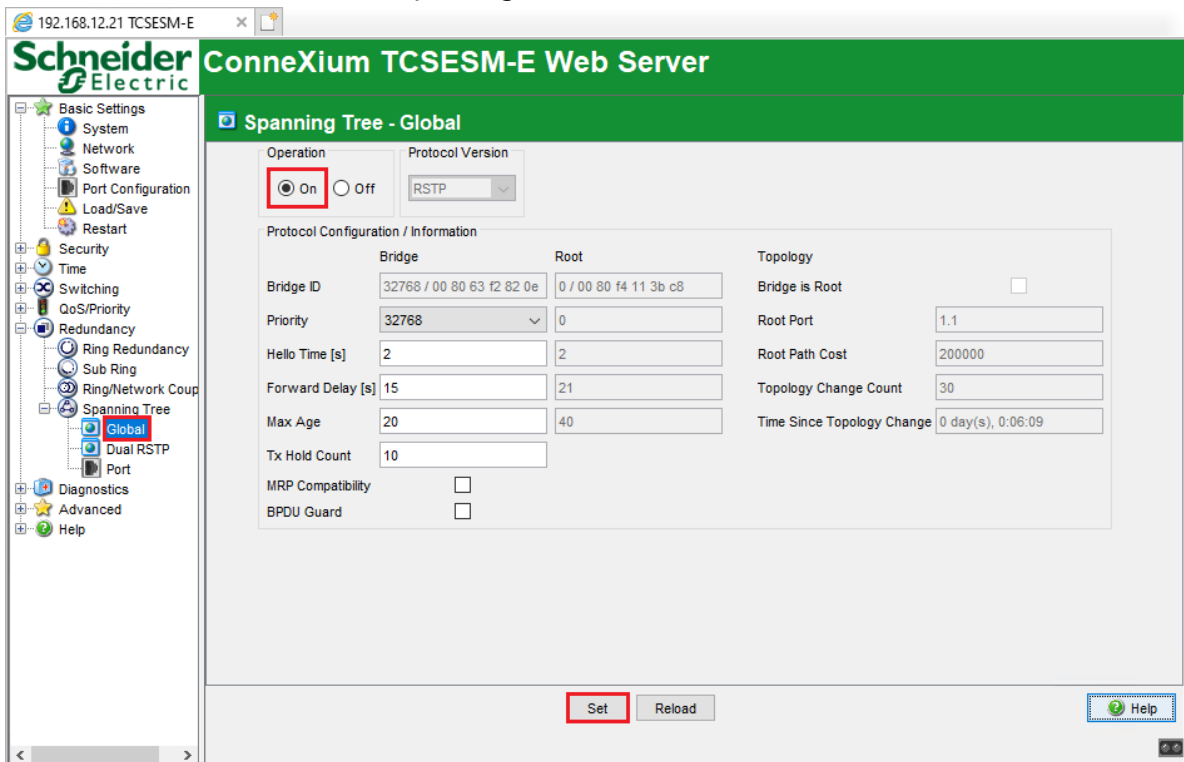 192.168.12.21 TCSESM-E
Schneider Electric
ConneXium TCSESM-E Web Server
Basic Settings
System
Network
Software
Port Configuration
Load/Save
Restart
Security
Time
Switching
QoS/Priority
Redundancy
Ring Redundancy
Sub Ring
Ring/Network Coup
Spanning Tree
Global
Dual RSTP
Port
Diagnostics
Advanced
Help
Spanning Tree - Global
Operation Protocol Version
On Off RSTP
Protocol Configuration / Information
Bridge Root Topology
Bridge ID 32768 / 00 80 63 f2 82 0e 0 / 00 80 f4 11 3b c8 Bridge is Root
Priority 32768 0 Root Port 1.1
Hello Time [s] 2 2 Root Path Cost 200000
Forward Delay [s] 15 21 Topology Change Count 30
Max Age 20 40 Time Since Topology Change 0 day(s), 0:06:09
Tx Hold Count 10
MRP Compatibility
BPDU Guard
Set Reload Help